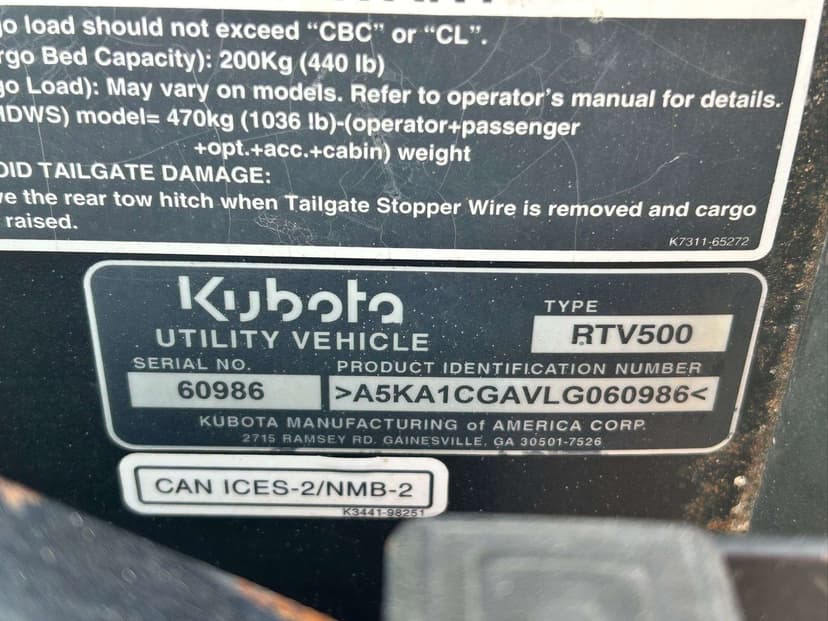 go load should not exceed “CBC” or “CL”.
rgo Bed Capacity): 200Kg (440 lb)
go Load): May vary on models. Refer to operator's manual for details.
HDWS) model= 470kg (1036 lb)-(operator+passenger
+opt.+acc.+cabin) weight
OID TAILGATE DAMAGE:
ve the rear tow hitch when Tailgate Stopper Wire is removed and cargo
raised.
K7311-65272
Kubota
UTILITY VEHICLE
TYPE
RTV500
SERIAL NO.
60986
PRODUCT IDENTIFICATION NUMBER
>A5KA1CGAVLG060986<
KUBOTA MANUFACTURING of AMERICA CORP.
2715 RAMSEY RD. GAINESVILLE, GA 30501-7526
CAN ICES-2/NMB-2
K3441-98251